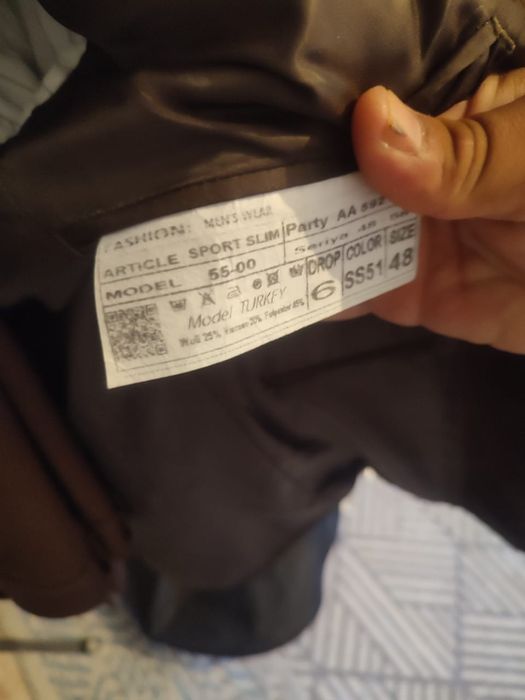 FASHION: MEN'S WEAR
Party AA 692
ARTICLE SPORT SLIM
MODEL 55-00
DROP COLOR SIZE
6 SS51 48
Model TURKEY